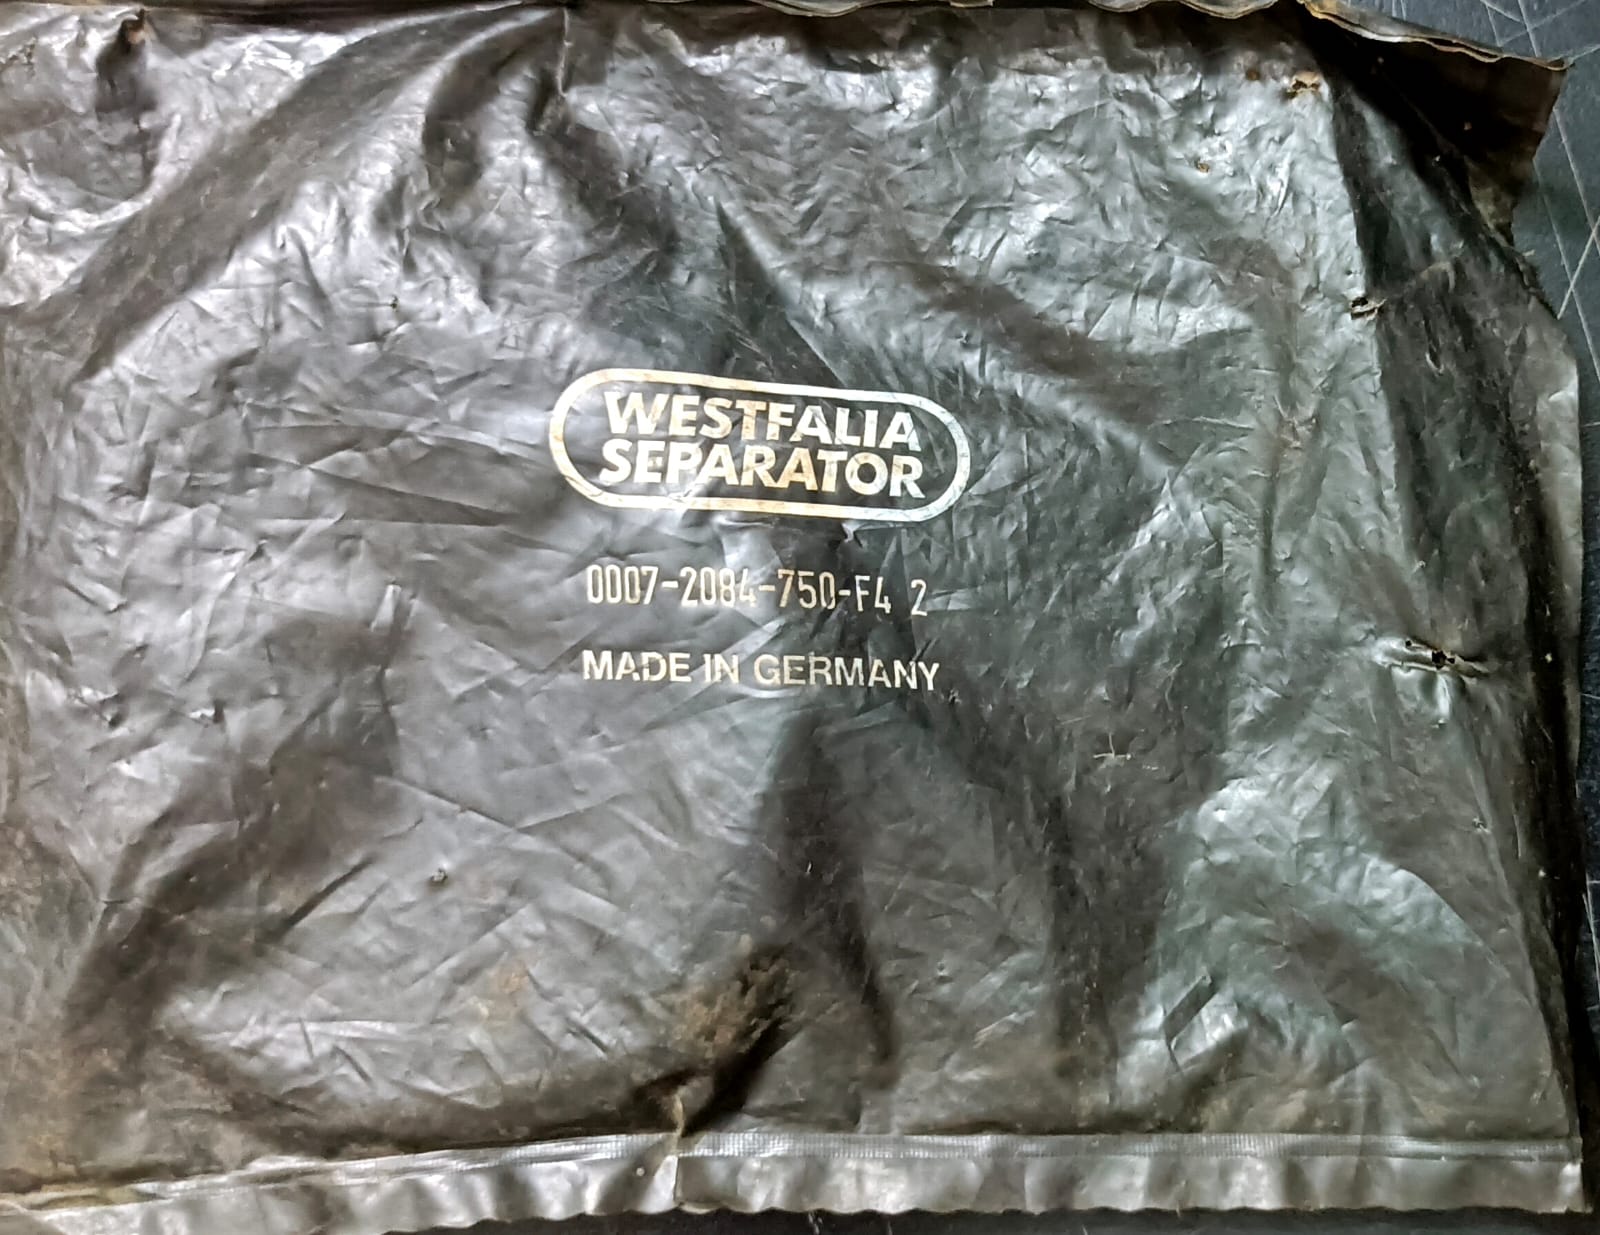 WESTFALIA
SEPARATOR
0007-2084-750-F4 2
MADE IN GERMANY